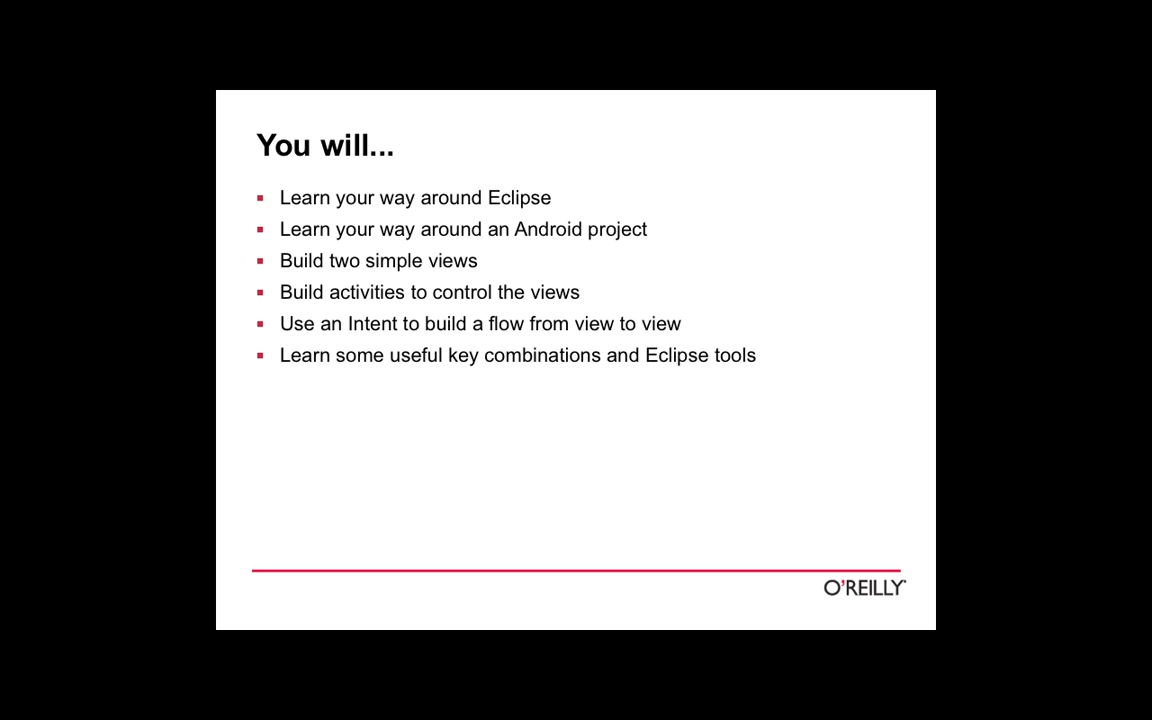 You will...
Learn your way around Eclipse
Learn your way around an Android project
Build two simple views
Build activities to control the views
Use an Intent to build a flow from view to view
Learn some useful key combinations and Eclipse tools
O'REILLY